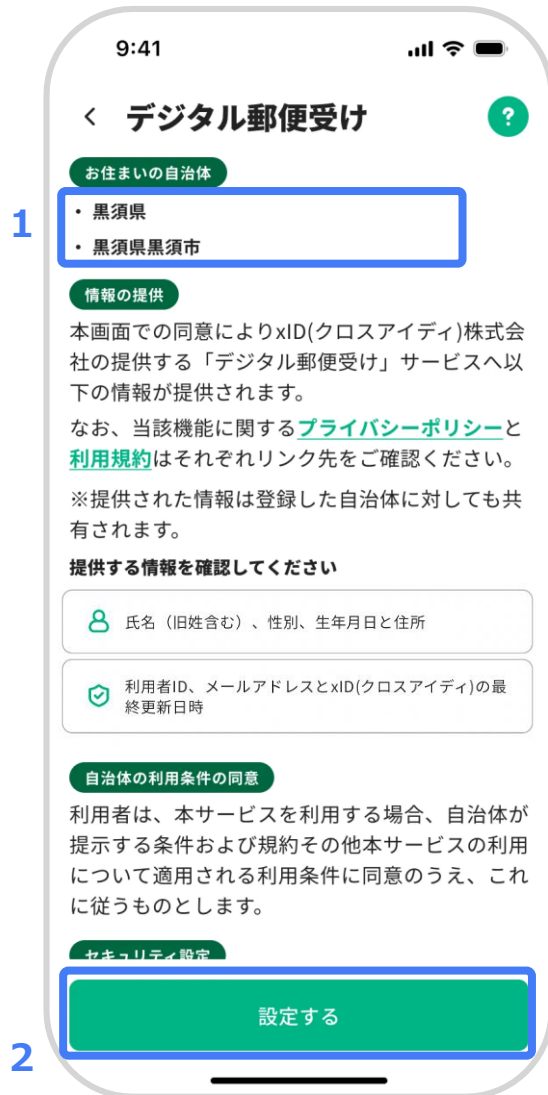 9:41
デジタル郵便受け
?
お住まいの自治体
1
・黒須県
・黒須県黒須市
情報の提供
本画面での同意によりxID(クロスアイディ)株式会
社の提供する「デジタル郵便受け」サービスへ以
下の情報が提供されます。
なお、当該機能に関するプライバシーポリシーと
利用規約はそれぞれリンク先をご確認ください。
※提供された情報は登録した自治体に対しても共
有されます。
提供する情報を確認してください
氏名（旧姓含む）、性別、生年月日と住所
利用者ID、メールアドレスとxID(クロスアイディ)の最
終更新日時
自治体の利用条件の同意
利用者は、本サービスを利用する場合、自治体が
提示する条件および規約その他本サービスの利用
について適用される利用条件に同意のうえ、これ
に従うものとします。
セキュリティ設定
設定する
2